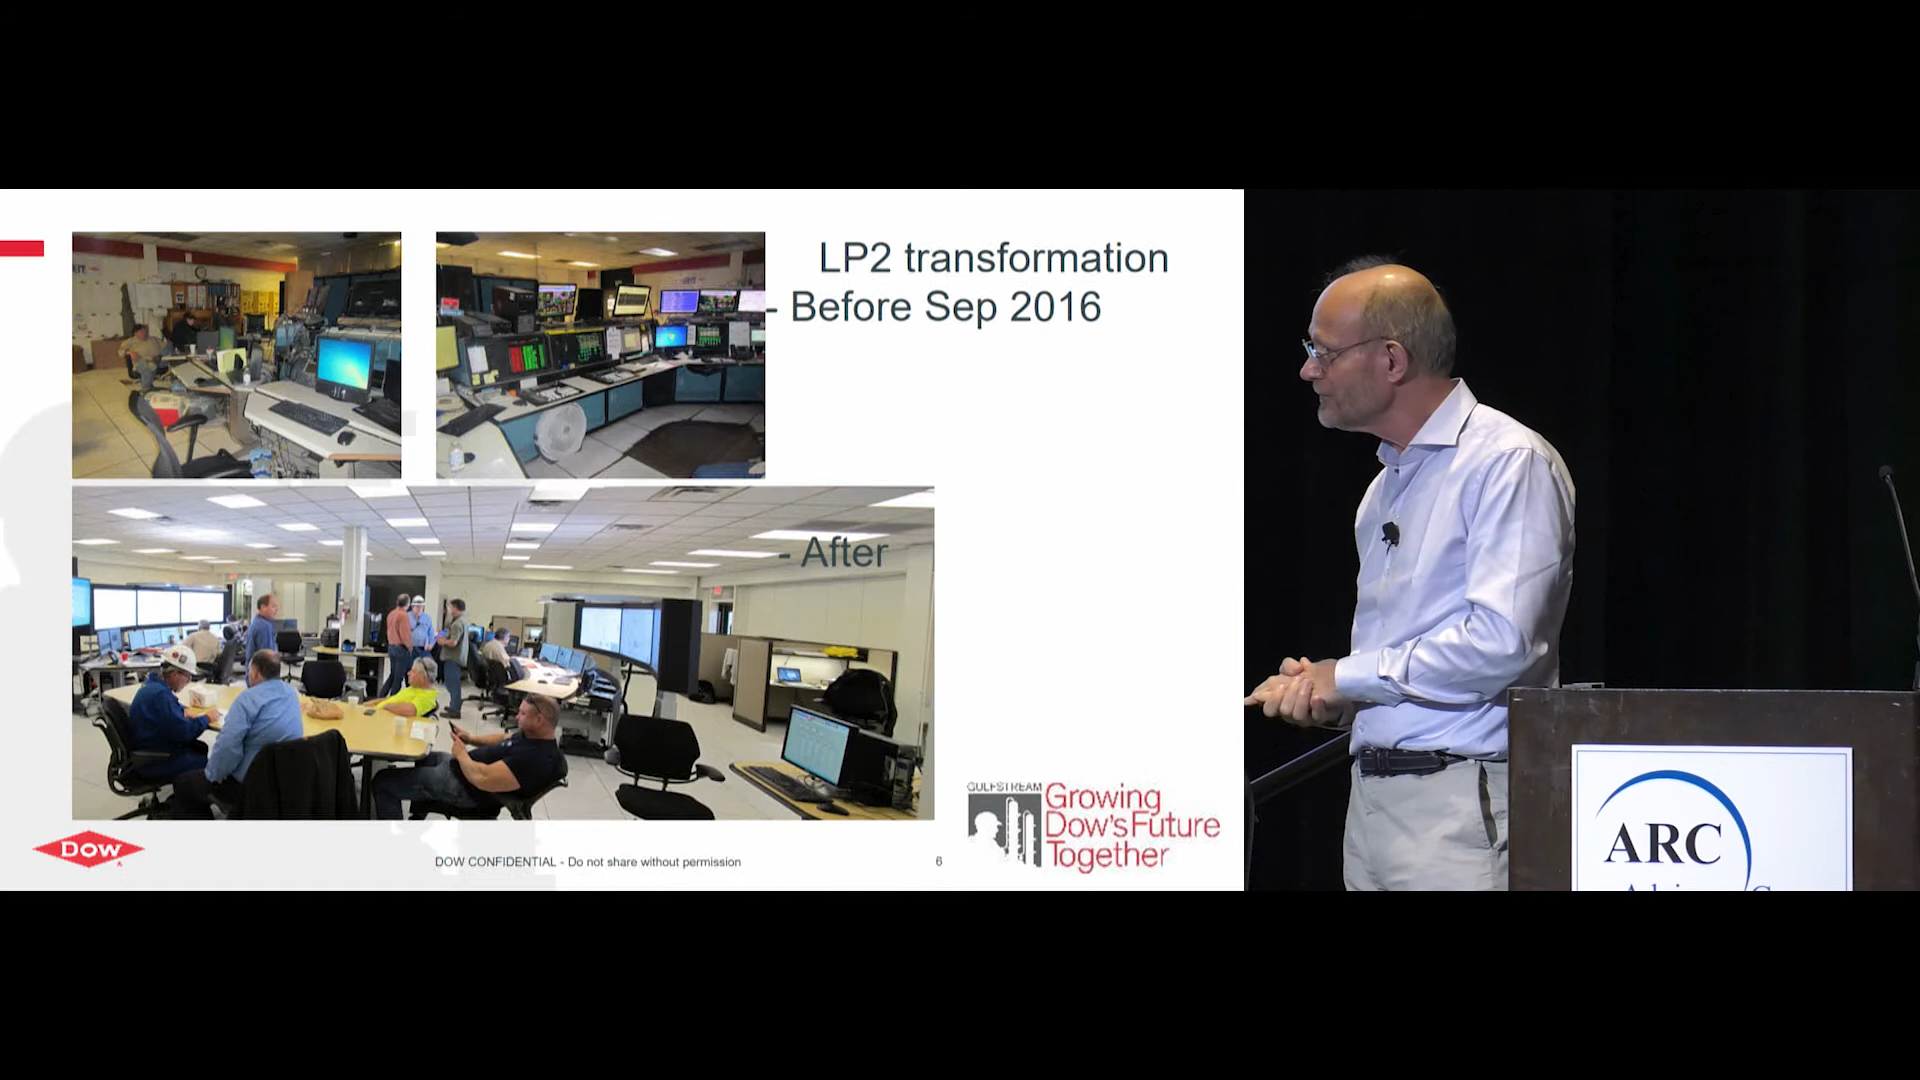 LP2 transformation
- Before Sep 2016
- After
GULFSTREAM
Growing
Dow's Future
Together
DOW
DOW CONFIDENTIAL - Do not share without permission
6
ARC